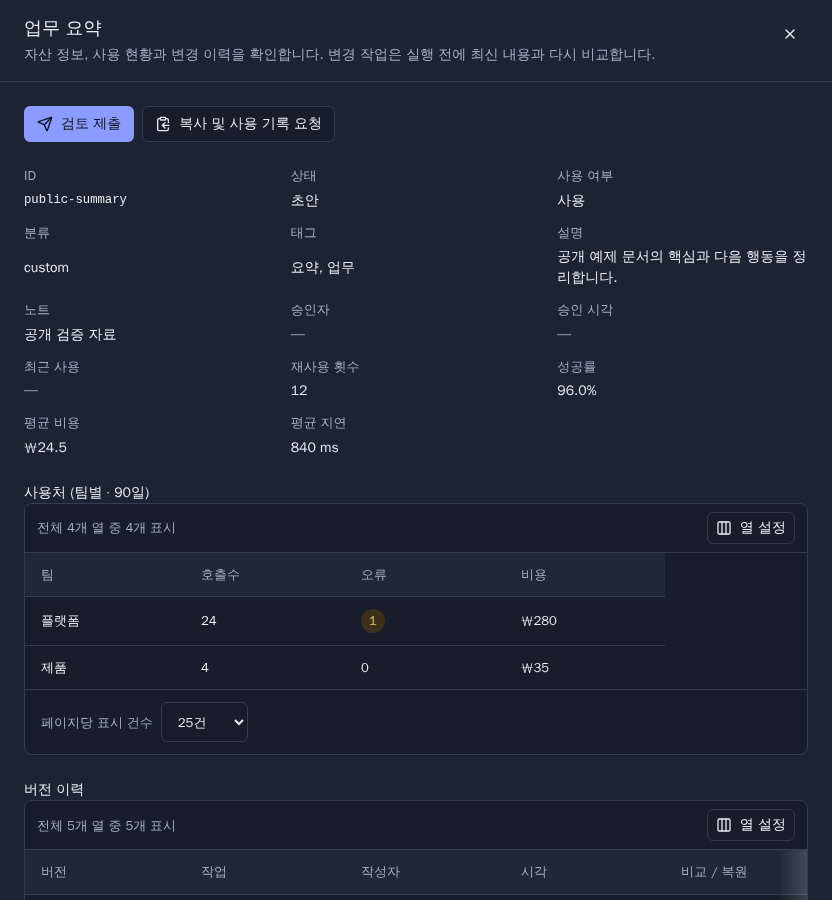 업무 요약
자산 정보, 사용 현황과 변경 이력을 확인합니다. 변경 작업은 실행 전에 최신 내용과 다시 비교합니다.
검토 제출
복사 및 사용 기록 요청
ID 상태 사용 여부
public-summary 초안 사용
분류 태그 설명
custom 요약, 업무 공개 예제 문서의 핵심과 다음 행동을 정
리합니다.
노트 승인자 승인 시각
공개 검증 자료 — —
최근 사용 재사용 횟수 성공률
— 12 96.0%
평균 비용 평균 지연
₩24.5 840 ms
사용처 (팀별 · 90일)
전체 4개 열 중 4개 표시 열 설정
팀 호출수 오류 비용
플랫폼 24 1 ₩280
제품 4 0 ₩35
페이지당 표시 건수 25건
버전 이력
전체 5개 열 중 5개 표시 열 설정
버전 작업 작성자 시각 비교 / 복원